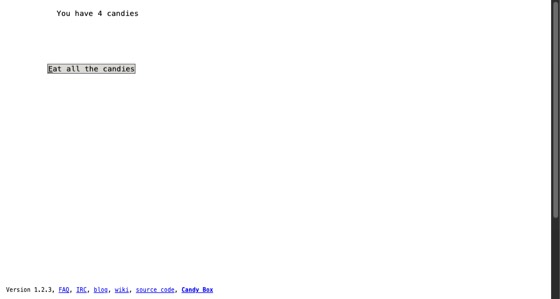 You have 4 candies
Eat all the candies
Version 1.2.3, FAQ, IRC, blog, wiki, source code, Candy Box